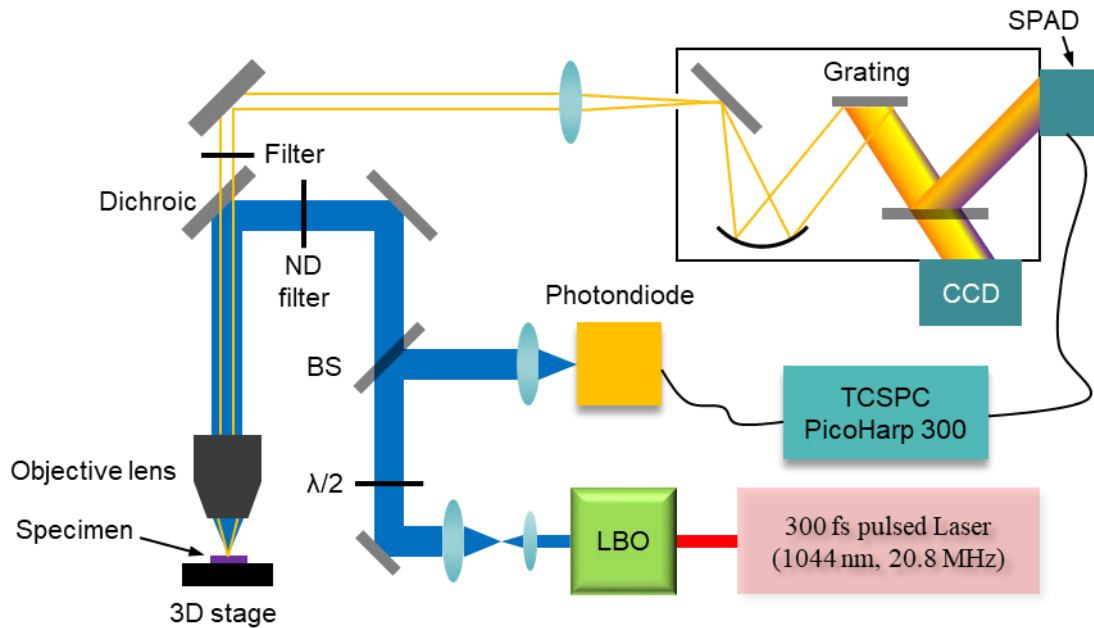 SPAD
Grating
Filter
Dichroic
ND
filter
CCD
Photondiode
BS
TCSPC
PicoHarp 300
Objective lens
λ/2
Specimen
LBO
300 fs pulsed Laser
(1044 nm, 20.8 MHz)
3D stage